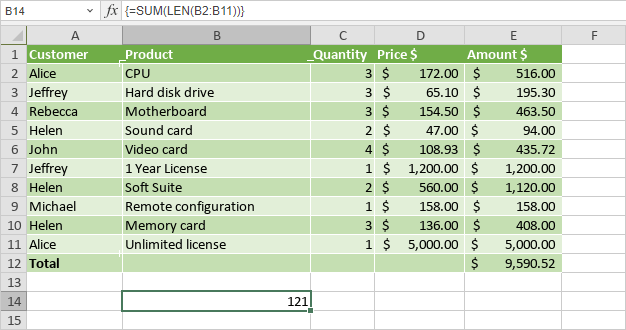 B14 fx {=SUM(LEN(B2:B11))}
A B C D E F
1 Customer Product Quantity Price $ Amount $
2 Alice CPU 3 $ 172.00 $ 516.00
3 Jeffrey Hard disk drive 3 $ 65.10 $ 195.30
4 Rebecca Motherboard 3 $ 154.50 $ 463.50
5 Helen Sound card 2 $ 47.00 $ 94.00
6 John Video card 4 $ 108.93 $ 435.72
7 Jeffrey 1 Year License 1 $ 1,200.00 $ 1,200.00
8 Helen Soft Suite 2 $ 560.00 $ 1,120.00
9 Michael Remote configuration 1 $ 158.00 $ 158.00
10 Helen Memory card 3 $ 136.00 $ 408.00
11 Alice Unlimited license 1 $ 5,000.00 $ 5,000.00
12 Total $ 9,590.52
13
14 121
15